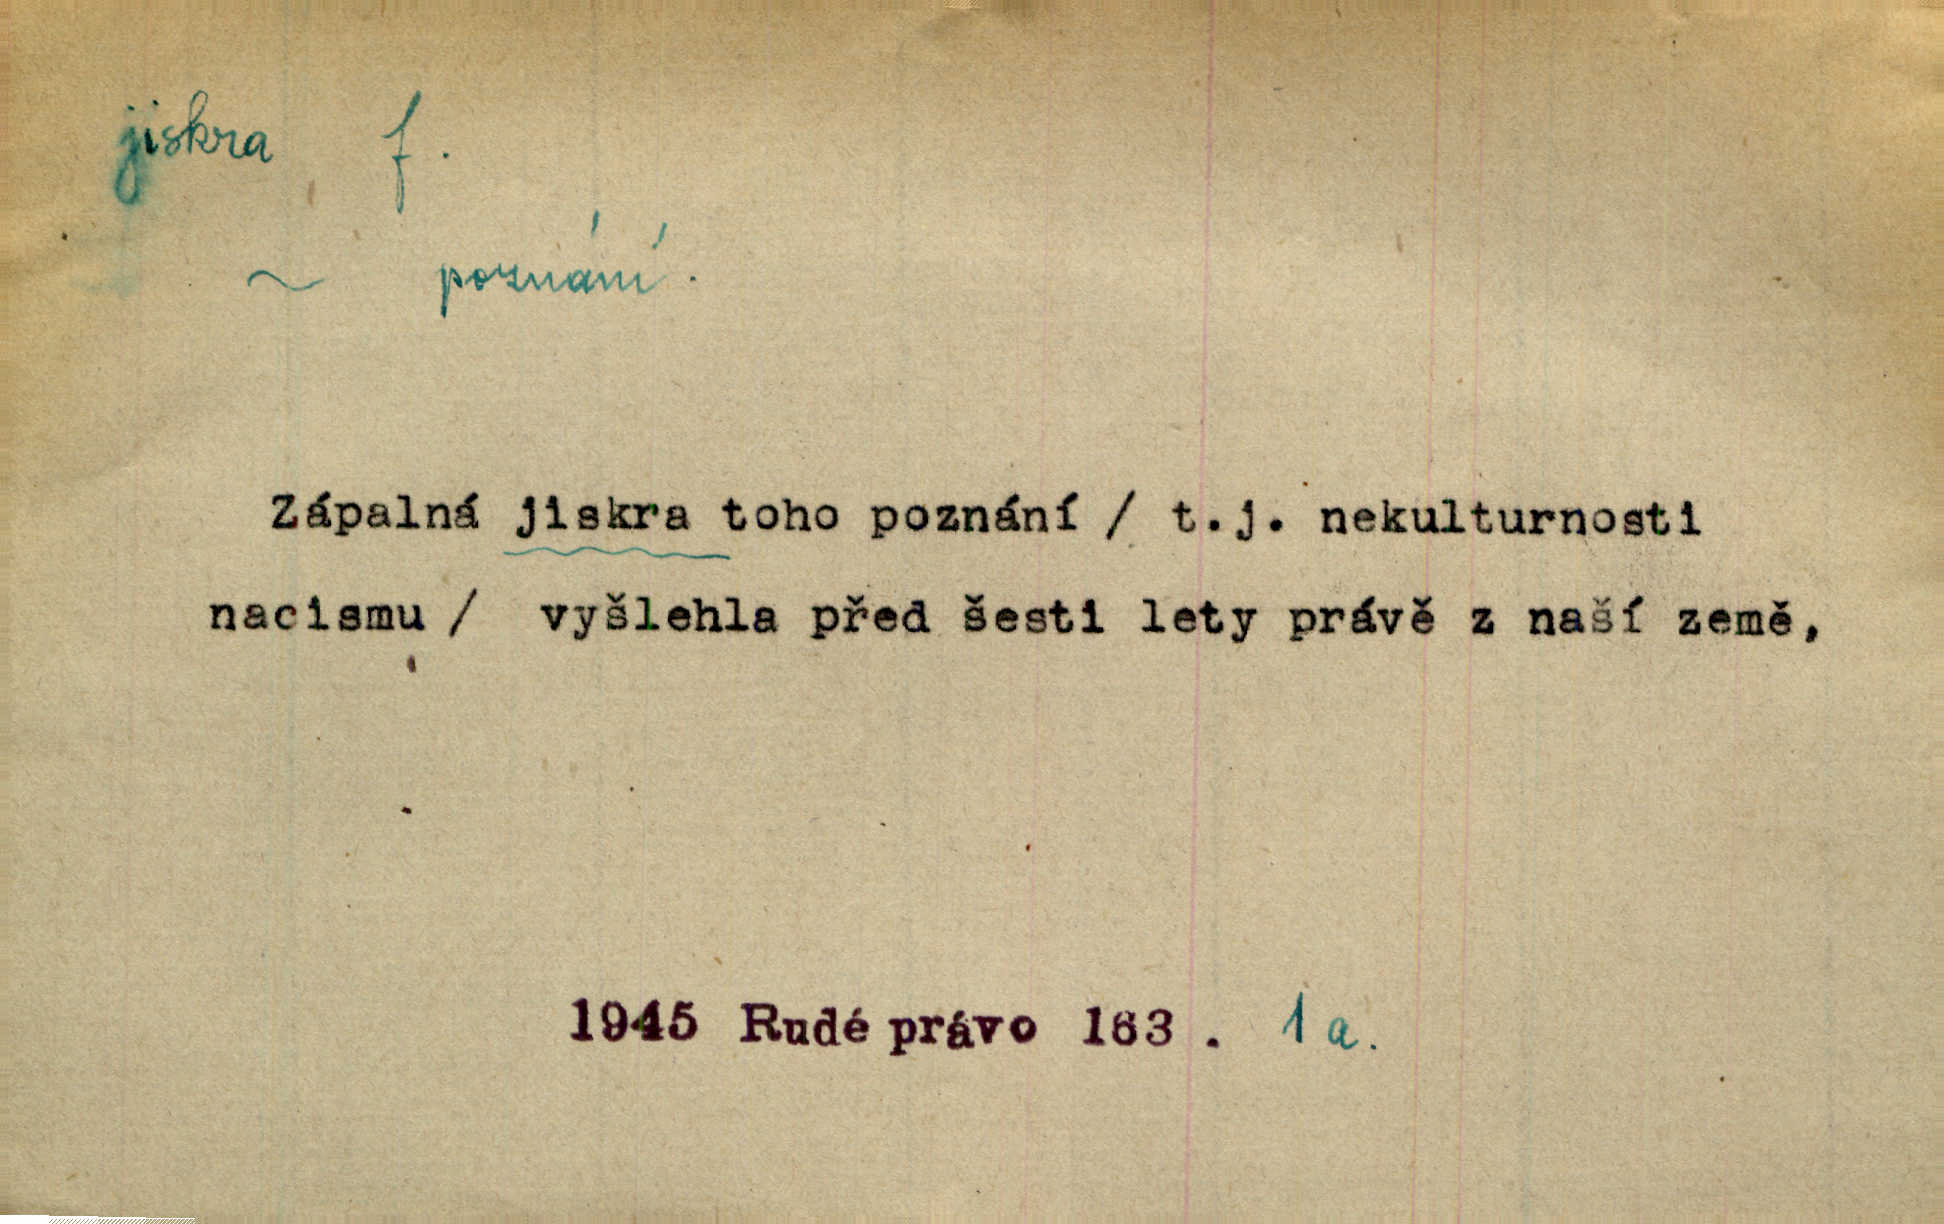 jiskra f.
~ poznání.
Zápalná jiskra toho poznání / t.j. nekulturnosti
nacismu / vyšlehla před šesti lety právě z naší země,
1945 Rudé právo 163 . 1a.